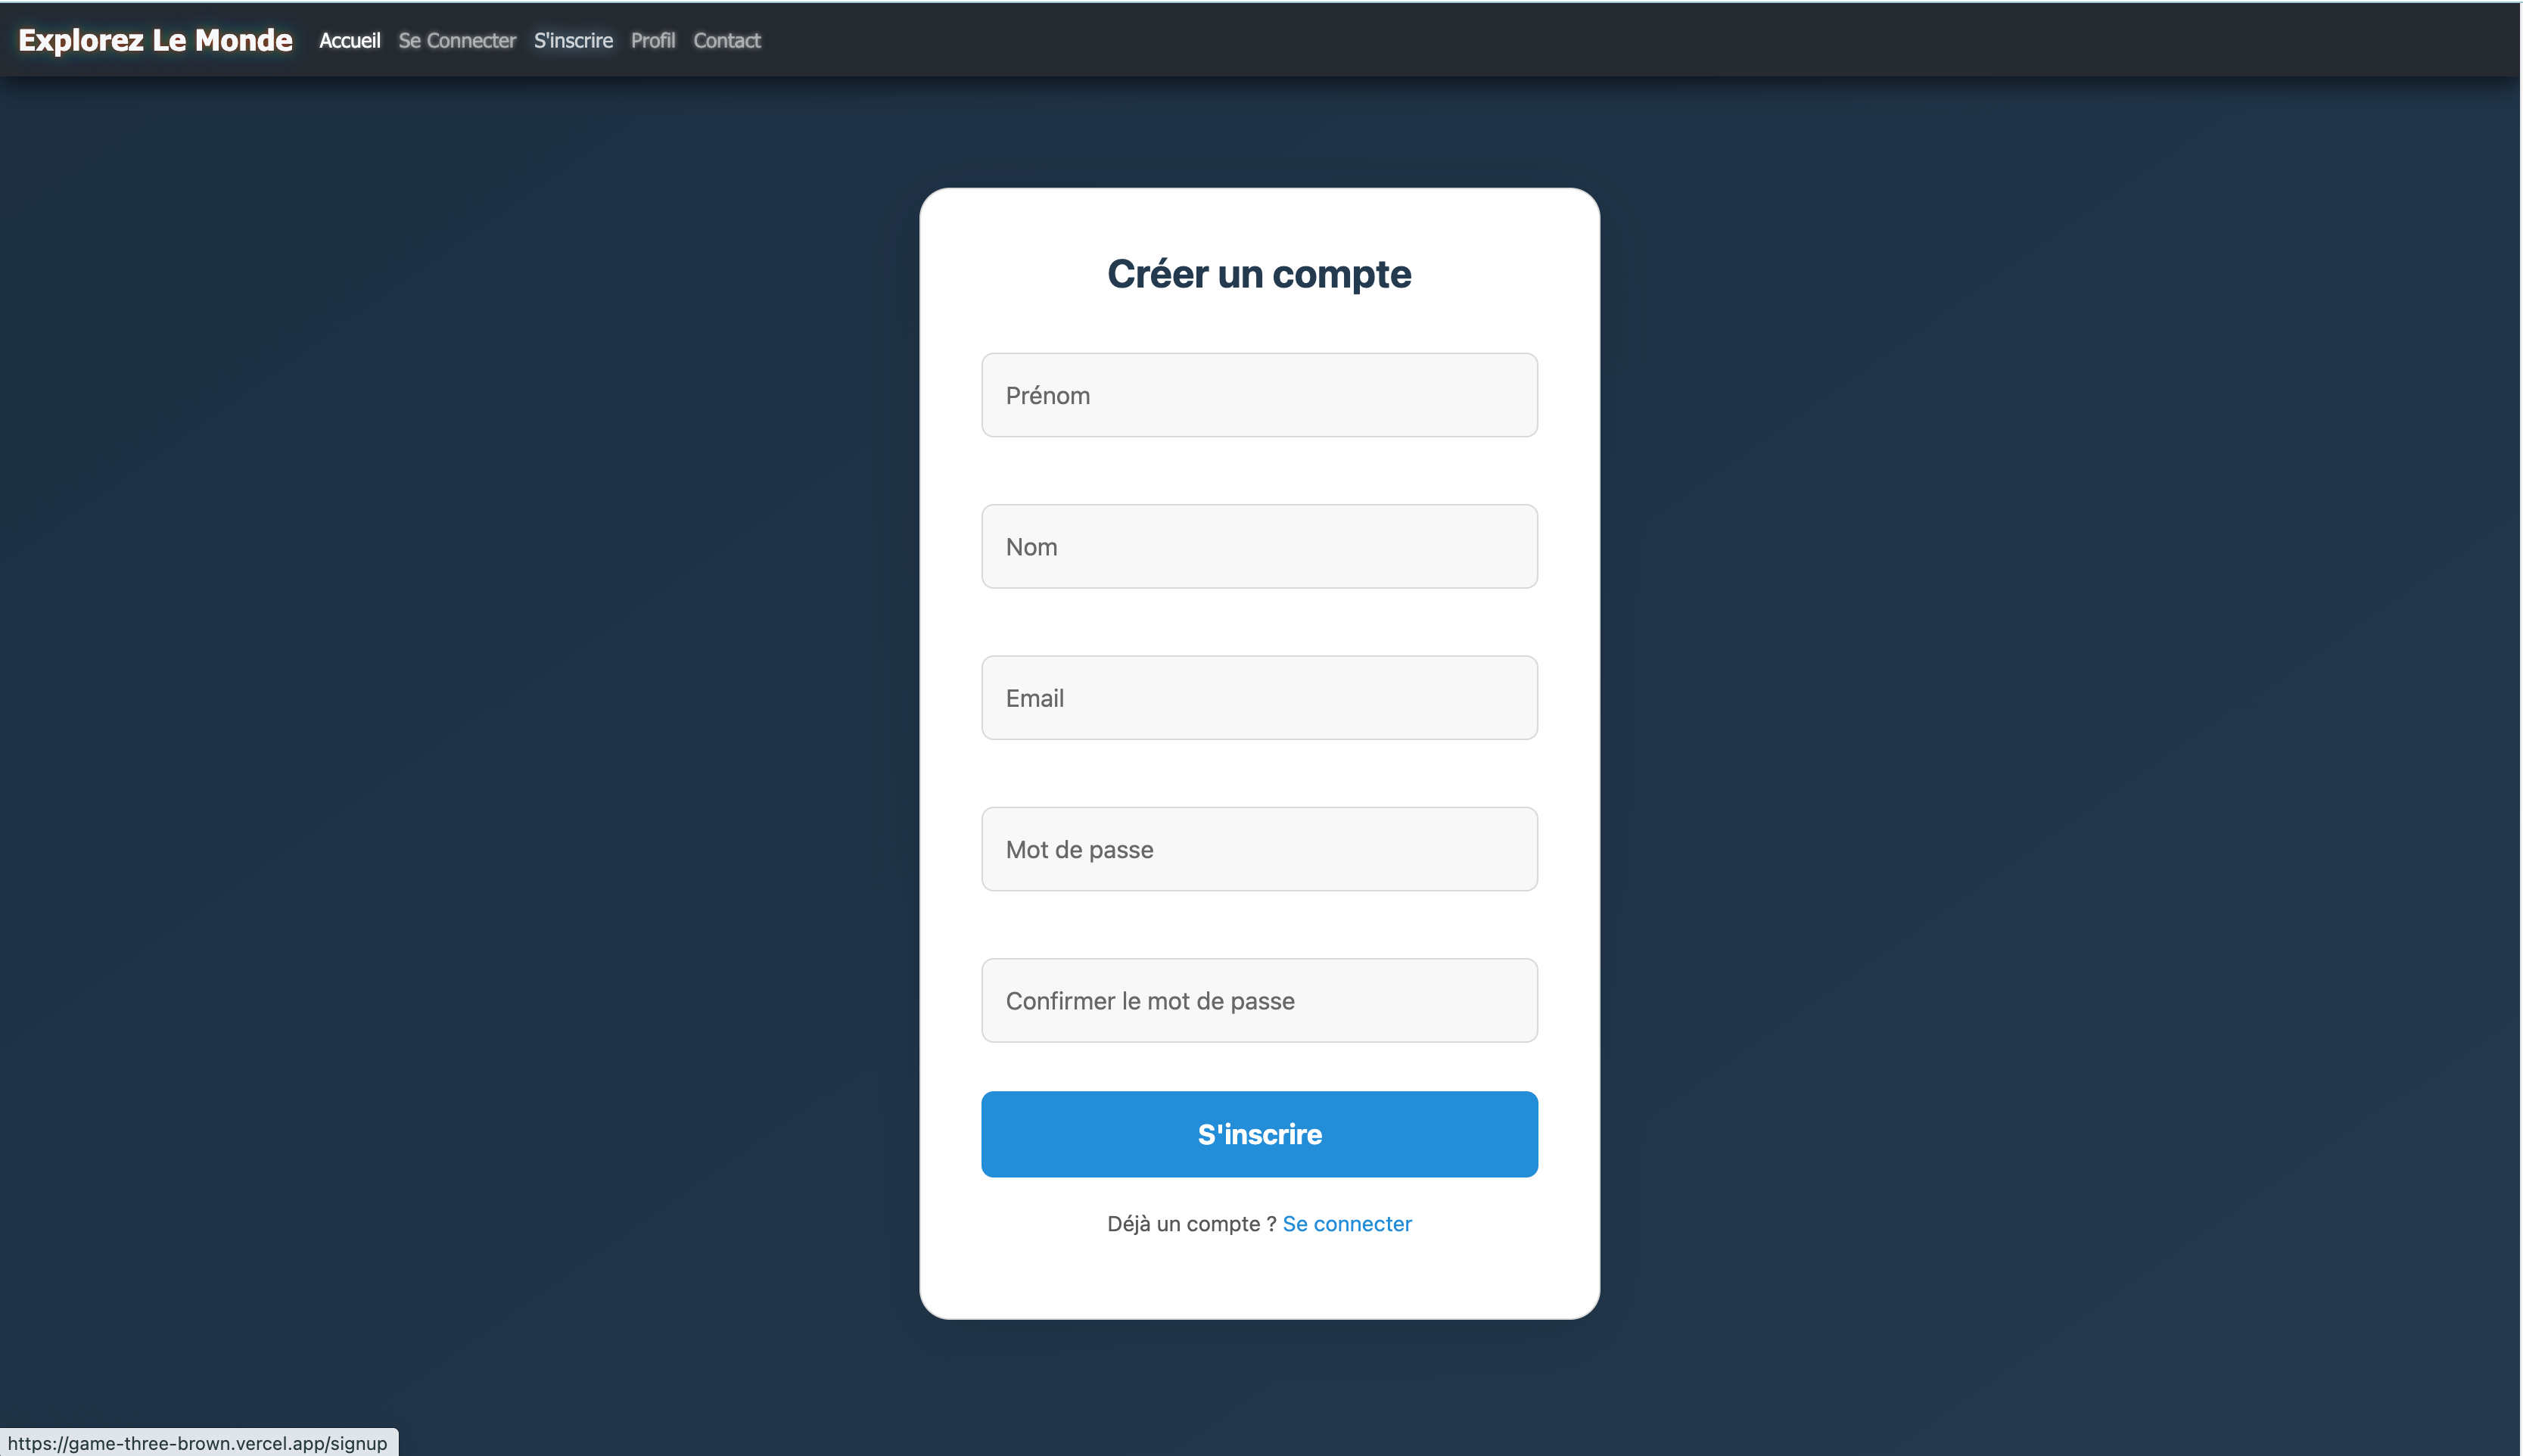 Explorez Le Monde Accueil Se Connecter S'inscrire Profil Contact
Créer un compte
Prénom
Nom
Email
Mot de passe
Confirmer le mot de passe
S'inscrire
Déjà un compte ? Se connecter
https://game-three-brown.vercel.app/signup